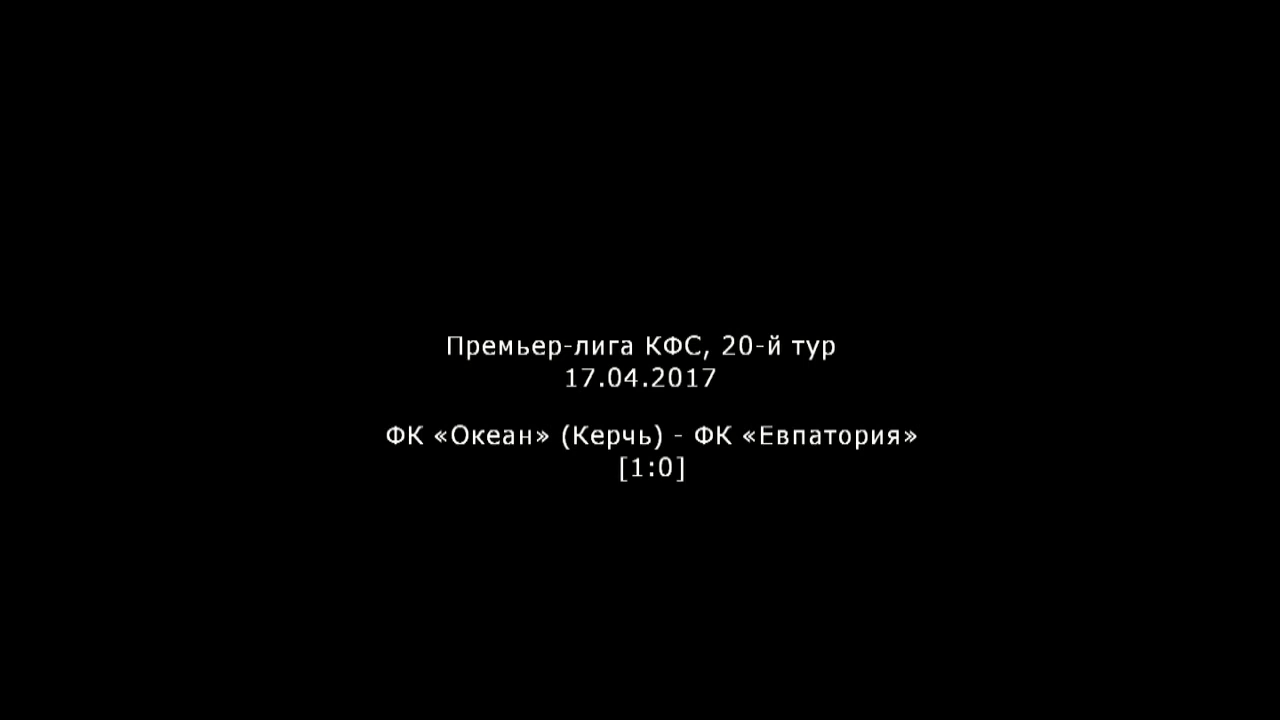 Премьер-лига КФС, 20-й тур
17.04.2017
ФК «Океан» (Керчь) - ФК «Евпатория»
[1:0]